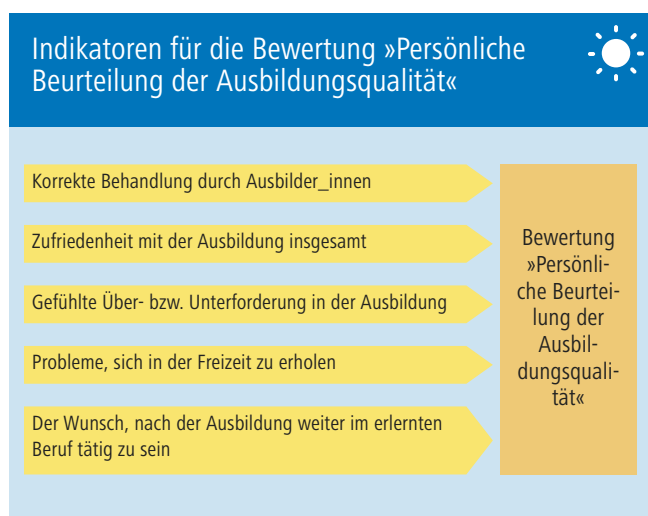 Indikatoren für die Bewertung »Persönliche
Beurteilung der Ausbildungsqualität«
Korrekte Behandlung durch Ausbilder_innen
Zufriedenheit mit der Ausbildung insgesamt
Gefühlte Über- bzw. Unterforderung in der Ausbildung
Probleme, sich in der Freizeit zu erholen
Der Wunsch, nach der Ausbildung weiter im erlernten
Beruf tätig zu sein
Bewertung
»Persönli-
che Beurtei-
lung der
Ausbil-
dungsquali-
tät«